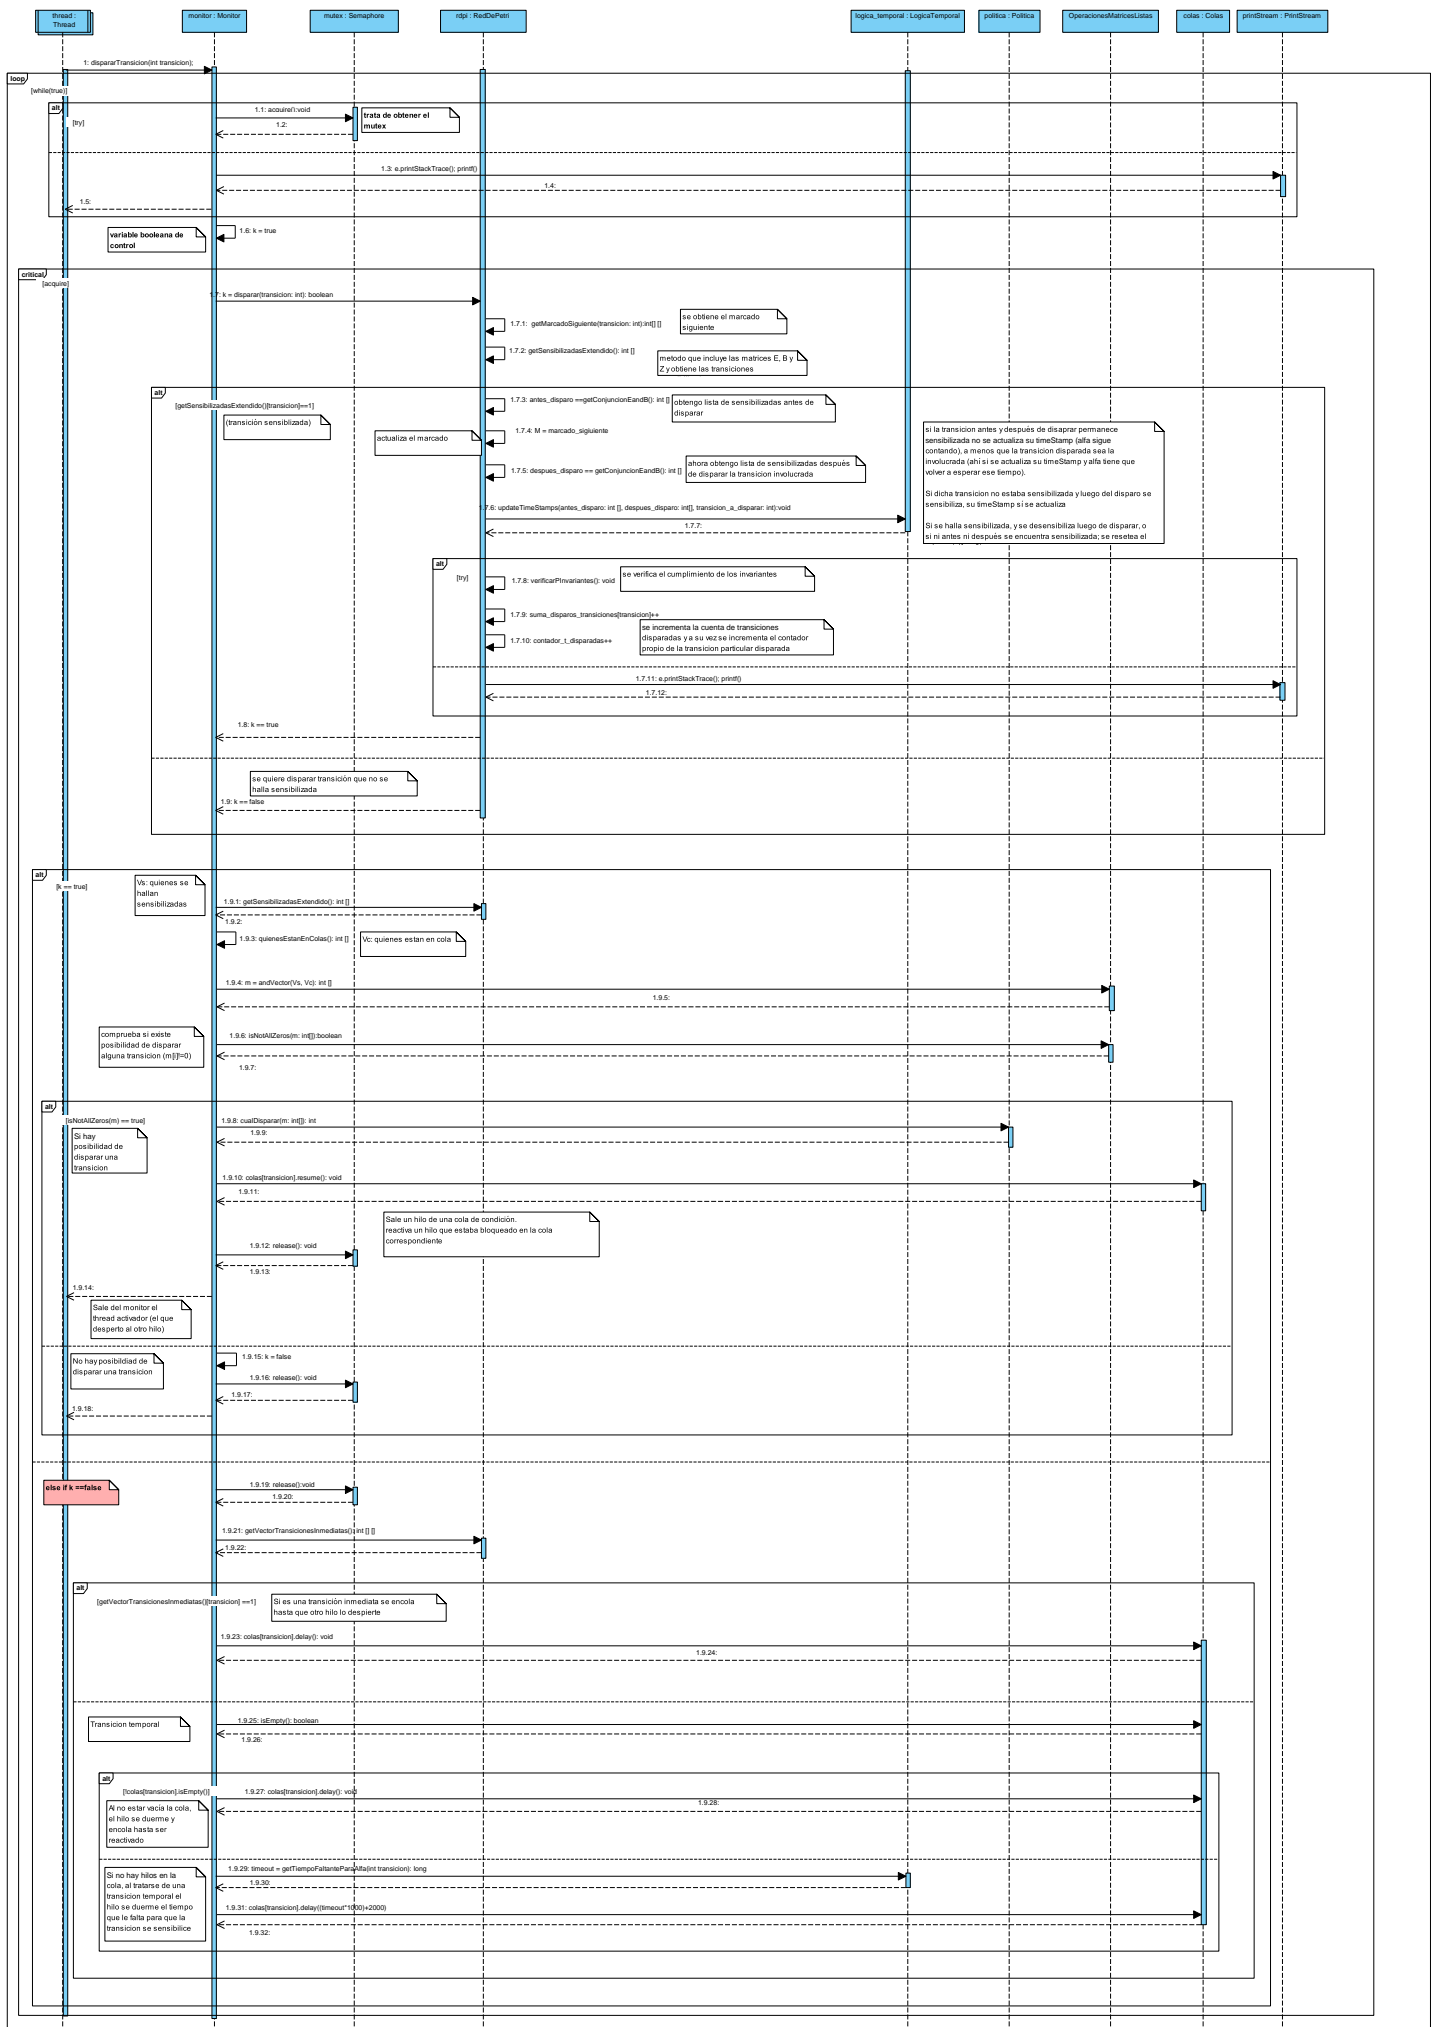 thread :
Thread
monitor : Monitor
mutex : Semaphore
rdpi : RedDePetri
logica_temporal : LogicaTemporal
politica : Politica
OperacionesMatricesListas
colas : Colas
printStream : PrintStream
1: dispararTransicion(int transicion);
loop
[while(true)]
alt
[try]
1.1: acquire():void
trata de obtener el
mutex
1.2:
1.3: e.printStackTrace(); printf()
1.4:
1.5:
variable booleana de
control
1.6: k = true
critical
[acquire]
1.7: k = disparar(transicion: int): boolean
1.7.1: getMarcadoSiguiente(transicion: int):int[] []
se obtiene el marcado
siguiente
1.7.2: getSensibilizadasExtendido(): int []
metodo que incluye las matrices E, B y
Z y obtiene las transiciones
alt
[getSensibilizadasExtendido()[transicion]==1]
(transición sensiblizada)
1.7.3: antes_disparo ==getConjuncionEandB(): int []
obtengo lista de sensibilizadas antes de
disparar
actualiza el marcado
1.7.4: M = marcado_sigiuiente
1.7.5: despues_disparo == getConjuncionEandB(): int []
ahora obtengo lista de sensibilizadas después
de disparar la transicion involucrada
si la transicion antes y después de disaprar permanece
sensibilizada no se actualiza su timeStamp (alfa sigue
contando), a menos que la transicion disparada sea la
involucrada (ahí si se actualiza su timeStamp y alfa tiene que
volver a esperar ese tiempo).
Si dicha transicion no estaba sensibilizada y luego del disparo se
sensibiliza, su timeStamp si se actualiza
Si se halla sensibilizada, y se desensibiliza luego de disparar, o
si ni antes ni después se encuentra sensibilizada; se resetea el
1.7.6: updateTimeStamps(antes_disparo: int [], despues_disparo: int[], transicion_a_disparar: int):void
1.7.7:
alt
[try]
1.7.8: verificarPInvariantes(): void
se verifica el cumplimiento de los invariantes
1.7.9: suma_disparos_transiciones[transicion]++
1.7.10: contador_t_disparadas++
se incrementa la cuenta de transiciones
disparadas y a su vez se incrementa el contador
propio de la transicion particular disparada
1.7.11: e.printStackTrace(); printf()
1.7.12:
1.8: k == true
se quiere disparar transición que no se
halla sensibilizada
1.9: k == false
alt
[k == true]
Vs: quienes se
hallan
sensibilizadas
1.9.1: getSensibilizadasExtendido(): int []
1.9.2:
1.9.3: quienesEstanEnColas(): int []
Vc: quienes estan en cola
1.9.4: m = andVector(Vs, Vc): int []
1.9.5:
comprueba si existe
posibilidad de disparar
alguna transicion (m[i]!=0)
1.9.6: isNotAllZeros(m: int[]):boolean
1.9.7:
alt
[isNotAllZeros(m) == true]
Si hay
posibilidad de
disparar una
transicion
1.9.8: cualDisparar(m: int[]): int
1.9.9:
1.9.10: colas[transicion].resume(): void
1.9.11:
Sale un hilo de una cola de condición.
reactiva un hilo que estaba bloqueado en la cola
correspondiente
1.9.12: release(): void
1.9.13:
1.9.14:
Sale del monitor el
thread activador (el que
desperto al otro hilo)
No hay posibildiad de
disparar una transicion
1.9.15: k = false
1.9.16: release(): void
1.9.17:
1.9.18:
else if k ==false
1.9.19: release():void
1.9.20:
1.9.21: getVectorTransicionesInmediatas(): int [] []
1.9.22:
alt
[getVectorTransicionesInmediatas()[transicion] ==1]
Si es una transición inmediata se encola
hasta que otro hilo lo despierte
1.9.23: colas[transicion].delay(): void
1.9.24:
Transicion temporal
1.9.25: isEmpty(): boolean
1.9.26:
alt
[!colas[transicion].isEmpty()]
1.9.27: colas[transicion].delay(): void
1.9.28:
Al no estar vacía la cola,
el hilo se duerme y
encola hasta ser
reactivado
Si no hay hilos en la
cola, al tratarse de una
transicion temporal el
hilo se duerme el tiempo
que le falta para que la
transicion se sensibilice
1.9.29: timeout = getTiempoFaltanteParaAlfa(int transicion): long
1.9.30:
1.9.31: colas[transicion].delay((timeout*1000)+2000)
1.9.32: